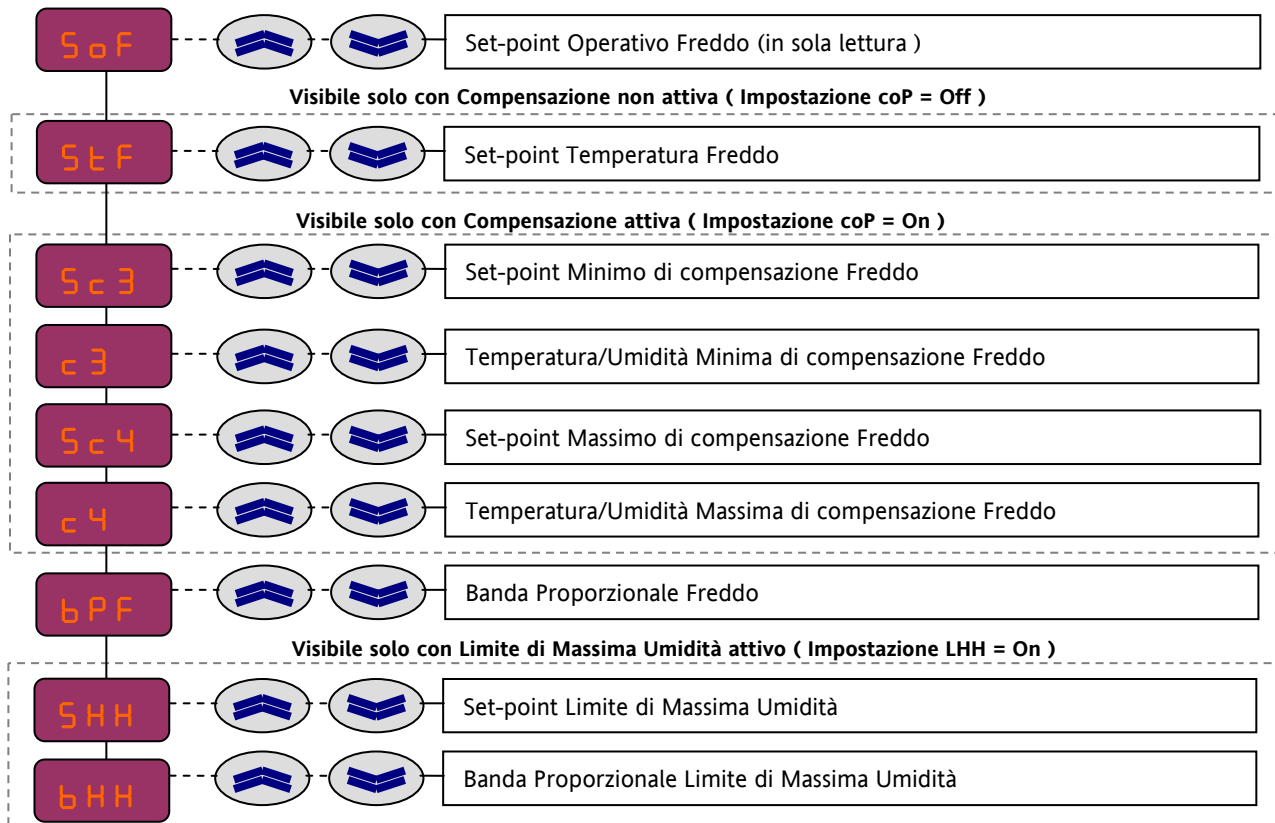 SoF Set-point Operativo Freddo (in sola lettura )
Visibile solo con Compensazione non attiva ( Impostazione coP = Off )
StF Set-point Temperatura Freddo
Visibile solo con Compensazione attiva ( Impostazione coP = On )
Sc3 Set-point Minimo di compensazione Freddo
c3 Temperatura/Umidità Minima di compensazione Freddo
Sc4 Set-point Massimo di compensazione Freddo
c4 Temperatura/Umidità Massima di compensazione Freddo
bPF Banda Proporzionale Freddo
Visibile solo con Limite di Massima Umidità attivo ( Impostazione LHH = On )
SHH Set-point Limite di Massima Umidità
bHH Banda Proporzionale Limite di Massima Umidità